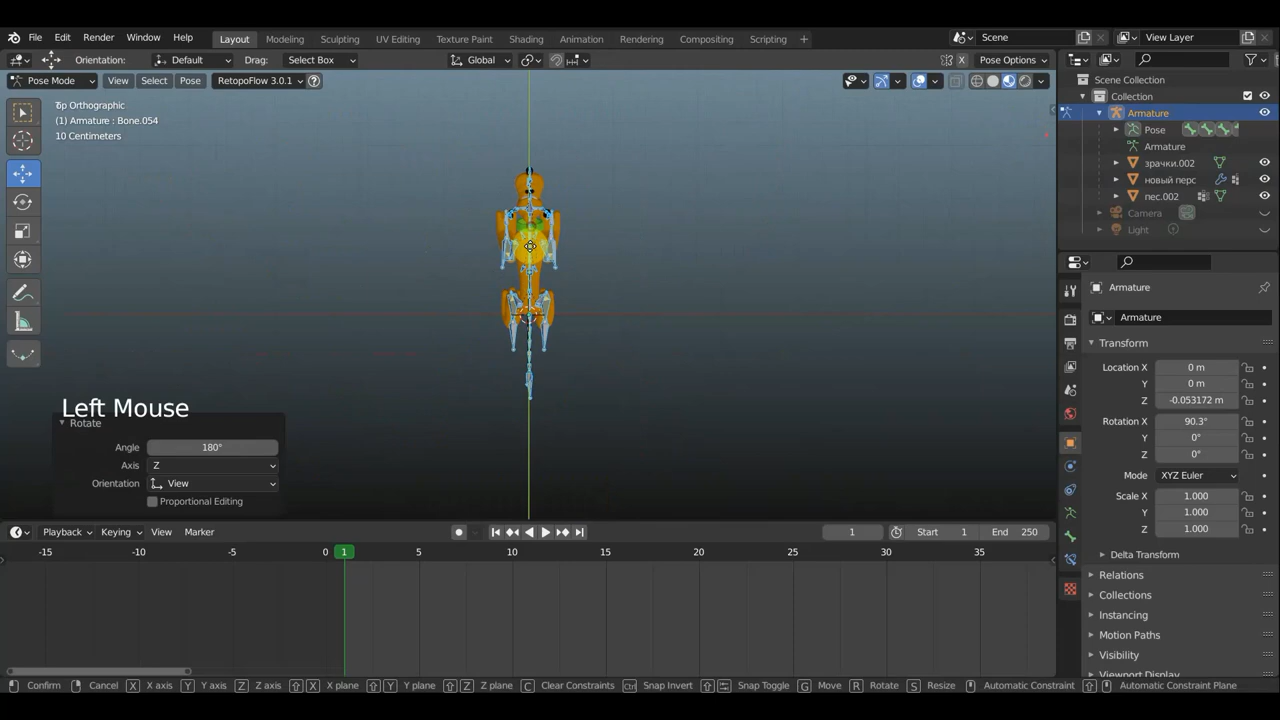 File Edit Render Window Help Layout Modeling Sculpting UV Editing Texture Paint Shading Animation Rendering Compositing Scripting + Scene View Layer
Orientation: Default Drag: Select Box Global X Pose Options
Pose Mode View Select Pose RetopoFlow 3.0.1
Top Orthographic
(1) Armature : Bone.054
10 Centimeters
Scene Collection
Collection
Armature
Pose
Armature
зрачки.002
новый перс
пес.002
Camera
Light
Armature
Armature
Transform
Location X 0 m
Y 0 m
Z -0.053172 m
Rotation X 90.3°
Y 0°
Z 0°
Mode XYZ Euler
Scale X 1.000
Y 1.000
Z 1.000
Delta Transform
Relations
Collections
Instancing
Motion Paths
Visibility
Viewport Display
Left Mouse
Rotate
Angle 180°
Axis Z
Orientation View
Proportional Editing
Playback Keying View Marker 1 Start 1 End 250
-15 -10 -5 0 1 5 10 15 20 25 30 35
Confirm Cancel X X axis Y Y axis Z Z axis X X plane Y Y plane Z Z plane C Clear Constraints Ctrl Snap Invert Snap Toggle G Move R Rotate S Resize Automatic Constraint Automatic Constraint Plane